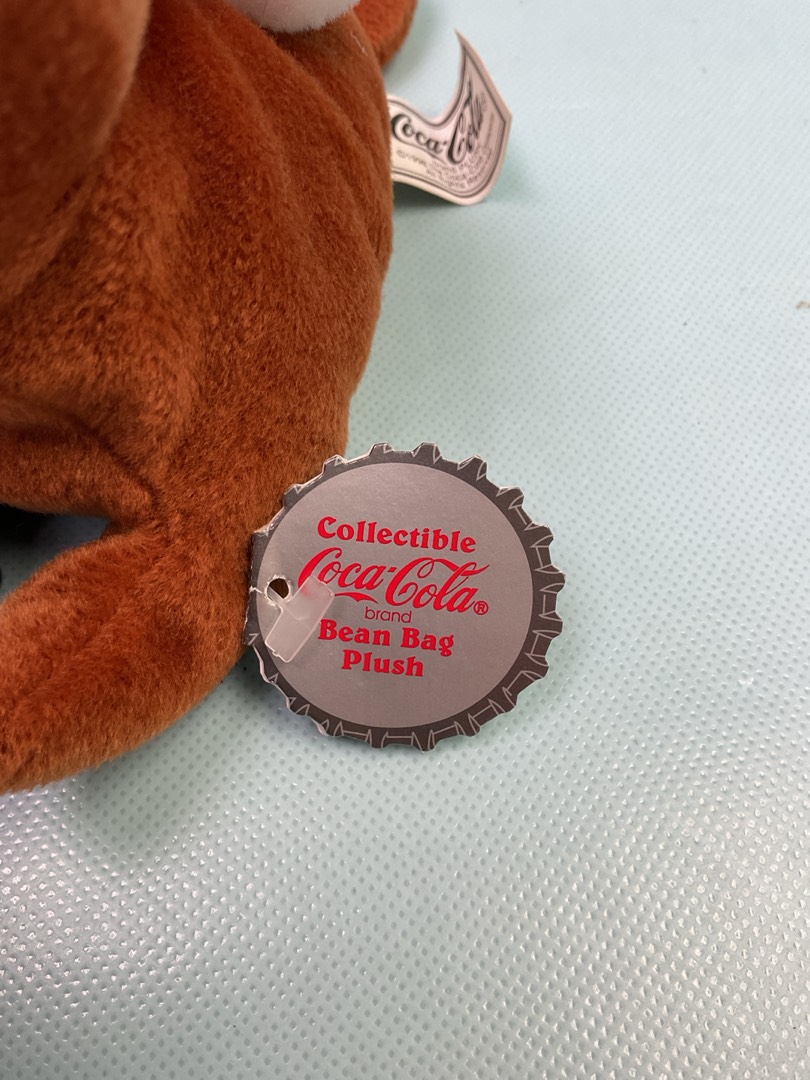 Coca-Cola®
Collectible
Coca-Cola®
brand
Bean Bag
Plush